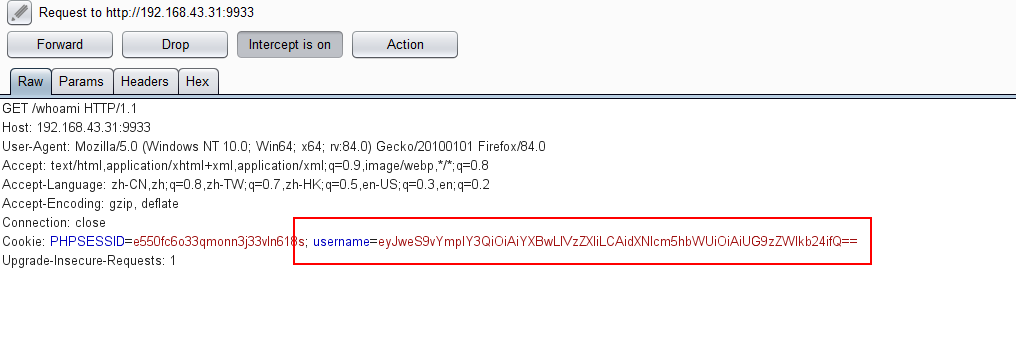 Request to http://192.168.43.31:9933
Forward Drop Intercept is on Action
Raw Params Headers Hex
GET /whoami HTTP/1.1
Host: 192.168.43.31:9933
User-Agent: Mozilla/5.0 (Windows NT 10.0; Win64; x64; rv:84.0) Gecko/20100101 Firefox/84.0
Accept: text/html,application/xhtml+xml,application/xml;q=0.9,image/webp,*/*;q=0.8
Accept-Language: zh-CN,zh;q=0.8,zh-TW;q=0.7,zh-HK;q=0.5,en-US;q=0.3,en;q=0.2
Accept-Encoding: gzip, deflate
Connection: close
Cookie: PHPSESSID=e550fc6o33qmonn3j33vln618s; username=eyJweS9vYmplY3QiOiAiYXBwLlVzZXIiLCAidXNlcm5hbWUiOiAiUG9zZWlkb24ifQ==
Upgrade-Insecure-Requests: 1